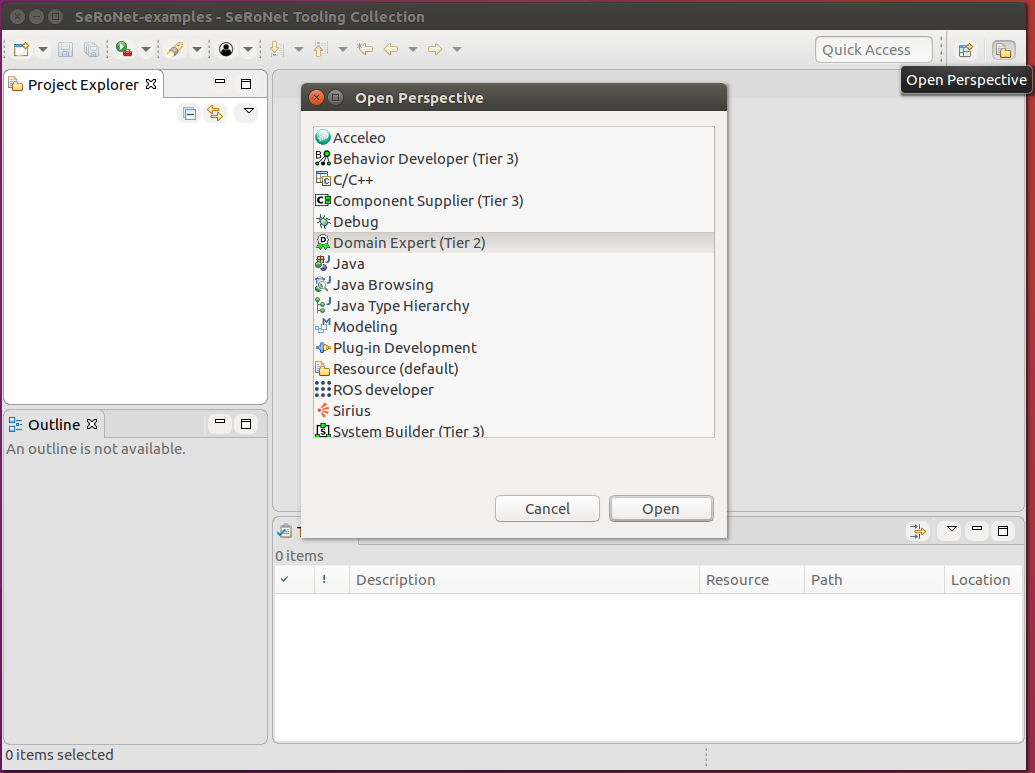 SeRoNet-examples - SeRoNet Tooling Collection
Quick Access
Open Perspective
Project Explorer
Open Perspective
Acceleo
Behavior Developer (Tier 3)
C/C++
Component Supplier (Tier 3)
Debug
Domain Expert (Tier 2)
Java
Java Browsing
Java Type Hierarchy
Modeling
Plug-in Development
Resource (default)
ROS developer
Sirius
System Builder (Tier 3)
Cancel
Open
Outline
An outline is not available.
0 items
! Description Resource Path Location
0 items selected